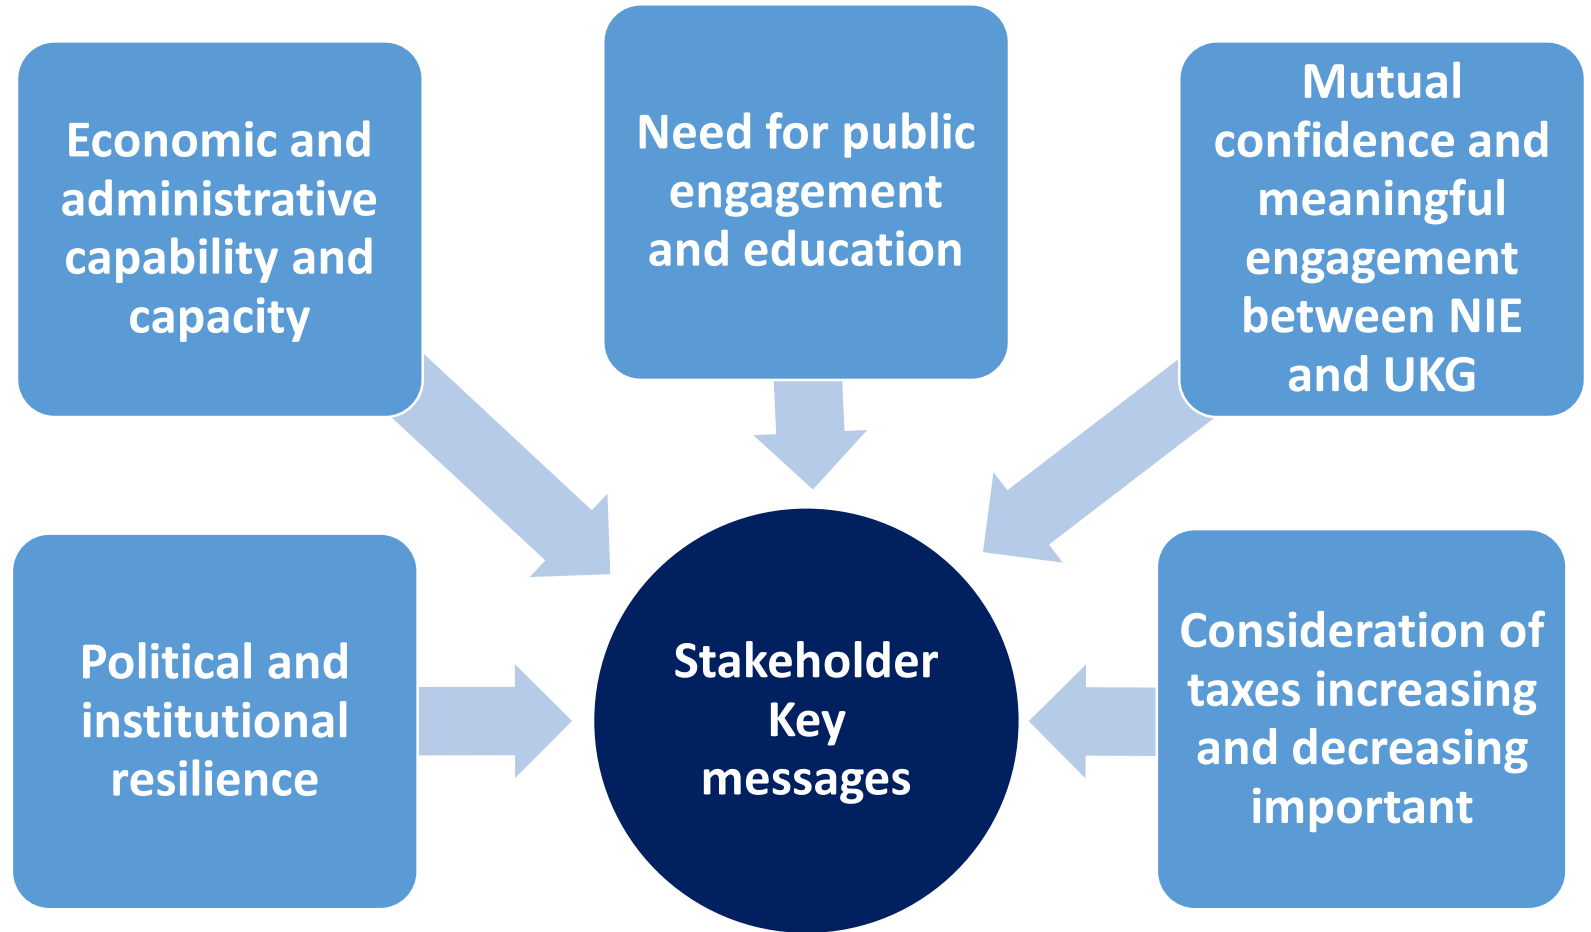 Economic and
administrative
capability and
capacity
Need for public
engagement
and education
Mutual
confidence and
meaningful
engagement
between NIE
and UKG
Political and
institutional
resilience
Stakeholder
Key
messages
Consideration of
taxes increasing
and decreasing
important